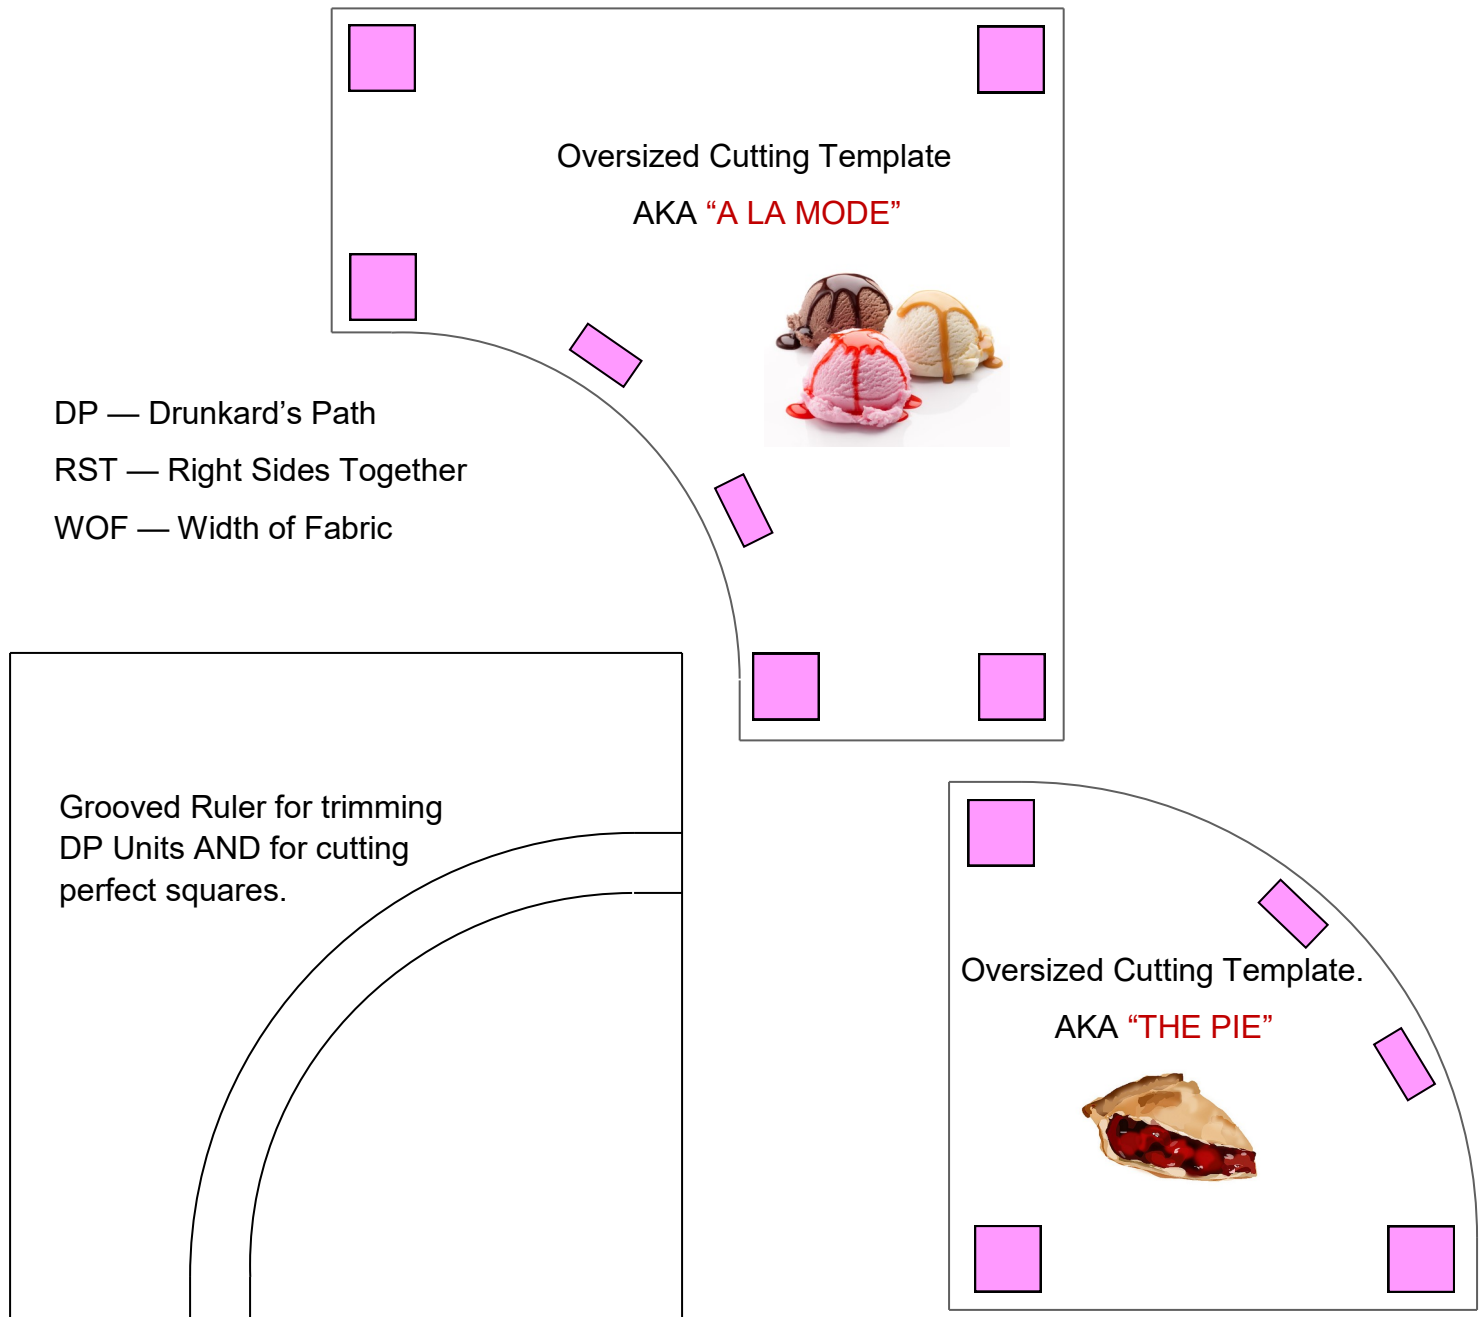 Oversized Cutting Template
AKA “A LA MODE”
DP — Drunkard’s Path
RST — Right Sides Together
WOF — Width of Fabric
Grooved Ruler for trimming
DP Units AND for cutting
perfect squares.
Oversized Cutting Template.
AKA “THE PIE”